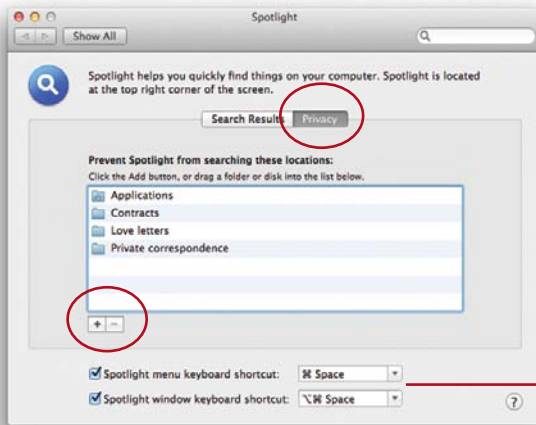 Spotlight
Show All
Spotlight helps you quickly find things on your computer. Spotlight is located
at the top right corner of the screen.
Search Results Privacy
Prevent Spotlight from searching these locations:
Click the Add button, or drag a folder or disk into the list below.
Applications
Contracts
Love letters
Private correspondence
+ −
Spotlight menu keyboard shortcut: ⌘ Space
Spotlight window keyboard shortcut: ⌥⌘ Space
?